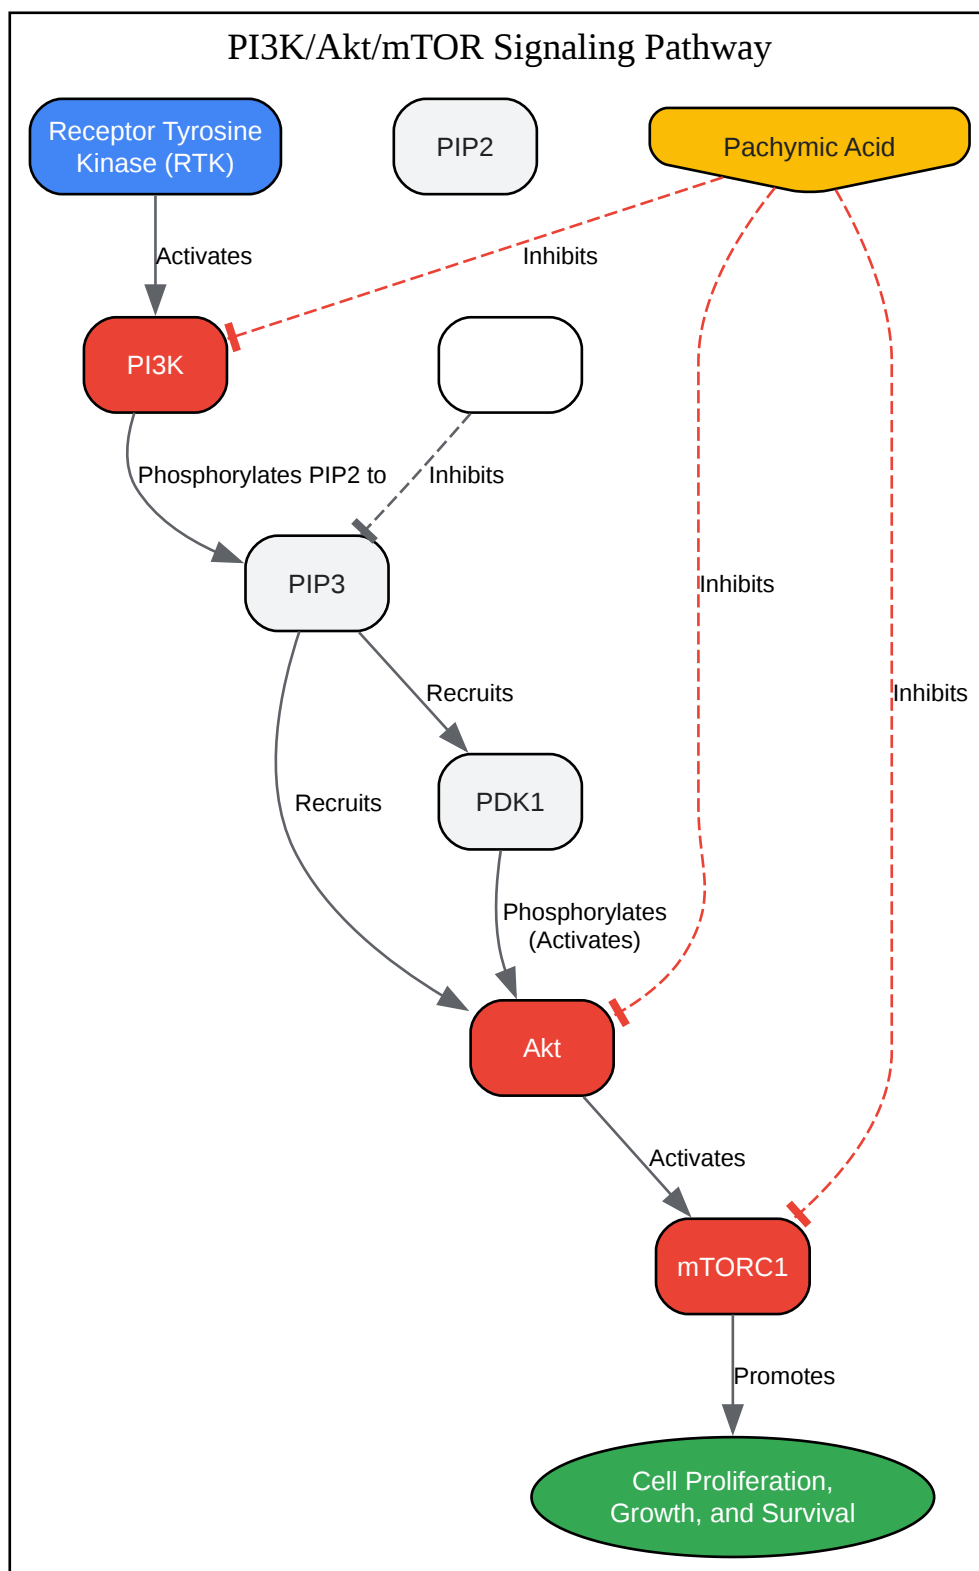 PI3K/Akt/mTOR Signaling Pathway
Receptor Tyrosine
Kinase (RTK)
PIP2
Pachymic Acid
Activates
Inhibits
PI3K
Phosphorylates PIP2 to
Inhibits
PIP3
Inhibits
Recruits
Inhibits
Recruits
PDK1
Phosphorylates
(Activates)
Akt
Activates
mTORC1
Promotes
Cell Proliferation,
Growth, and Survival